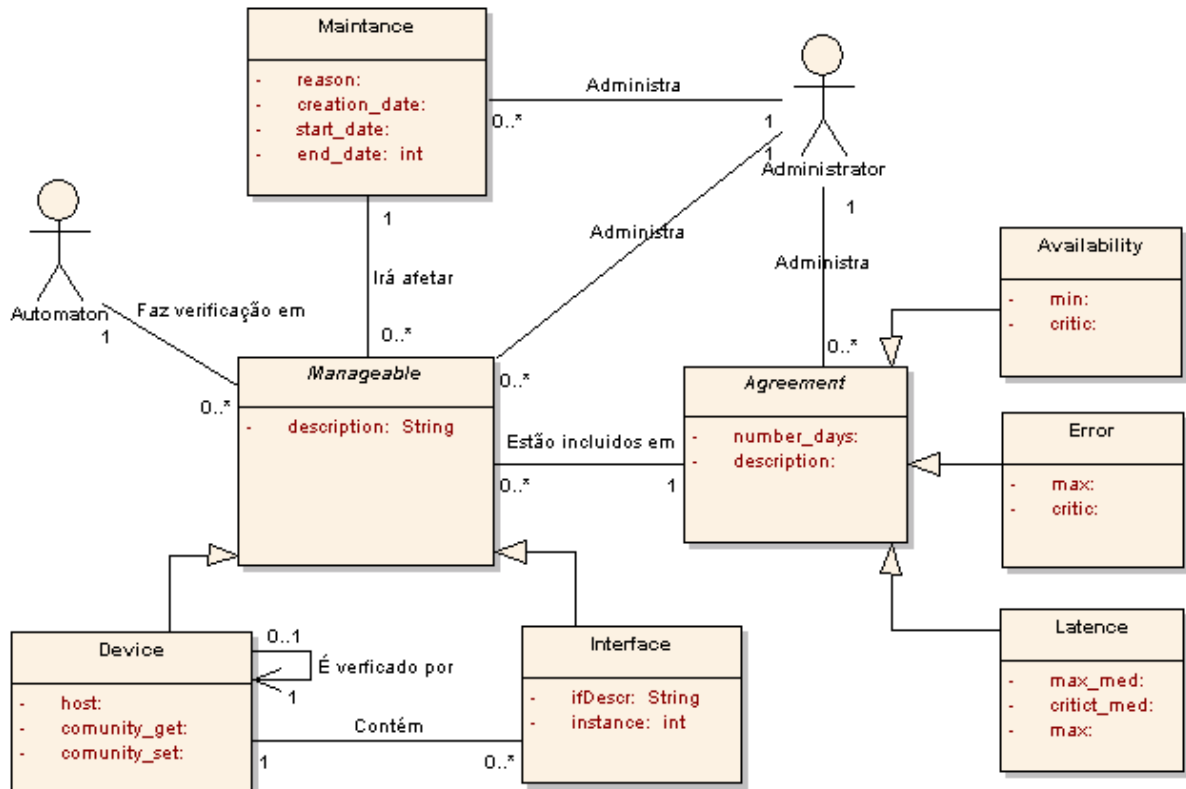 Maintance
- reason:
- creation_date:
- start_date:
- end_date: int
Administra
0..*
1
1
Administrator
1
Administra
Administra
1
Irá afetar
0..*
Automaton
1
Faz verificação em
0..*
Manageable
- description: String
0..*
Estão incluidos em
0..*
1
0..*
Agreement
- number_days:
- description:
Availability
- min:
- critic:
Error
- max:
- critic:
Latence
- max_med:
- critict_med:
- max:
Device
- host:
- comunity_get:
- comunity_set:
0..1
É verficado por
1
Contém
1
0..*
Interface
- ifDescr: String
- instance: int